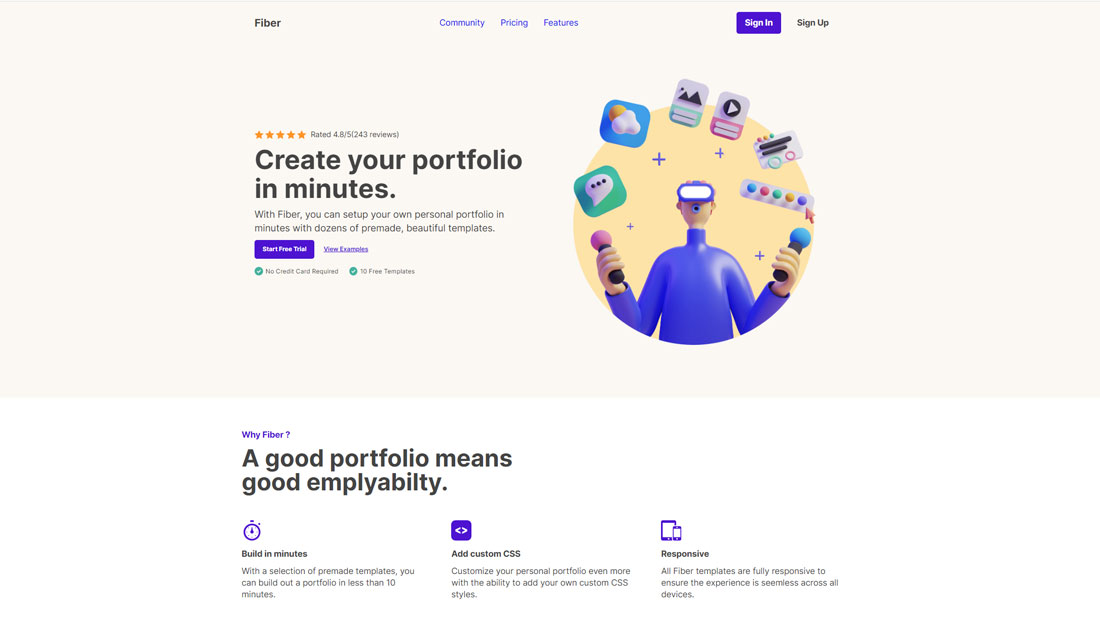 Fiber
Community Pricing Features
Sign In Sign Up
Rated 4.8/5(243 reviews)
Create your portfolio
in minutes.
With Fiber, you can setup your own personal portfolio in
minutes with dozens of premade, beautiful templates.
Start Free Trial View Examples
No Credit Card Required 10 Free Templates
Why Fiber ?
A good portfolio means
good emplyabilty.
Build in minutes
With a selection of premade templates, you
can build out a portfolio in less than 10
minutes.
Add custom CSS
Customize your personal portfolio even more
with the ability to add your own custom CSS
styles.
Responsive
All Fiber templates are fully responsive to
ensure the experience is seemless across all
devices.